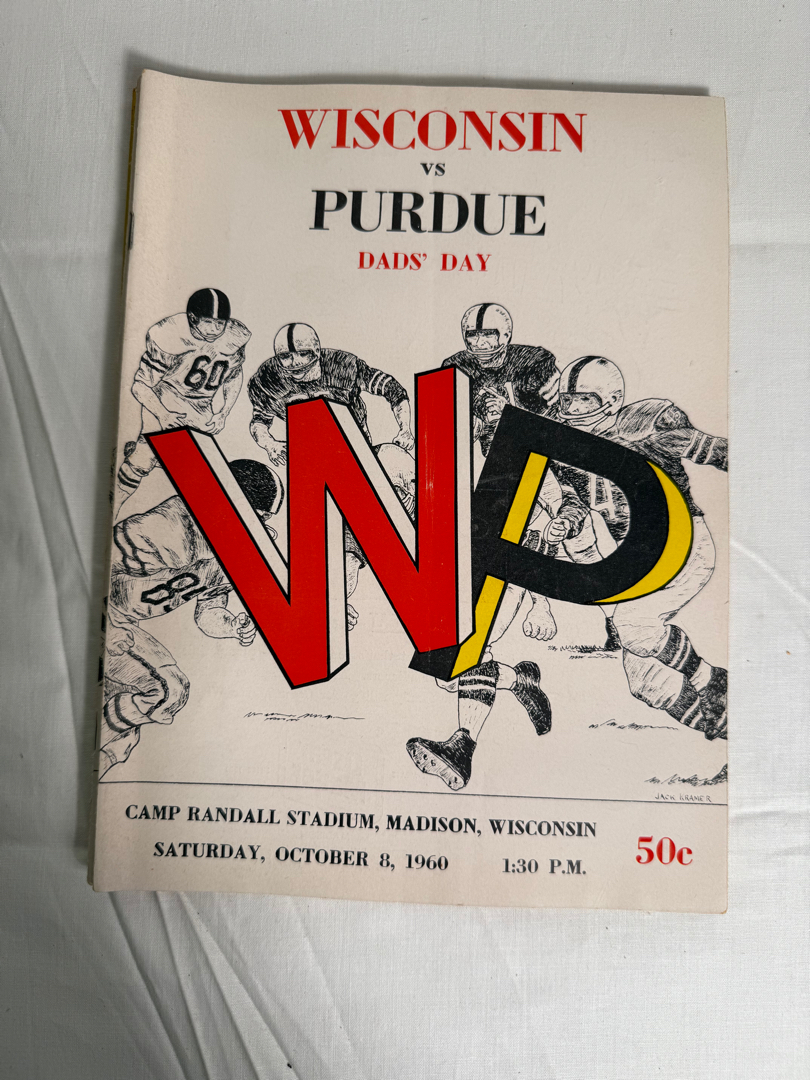 WISCONSIN
VS
PURDUE
DADS' DAY
60
WP
80
CAMP RANDALL STADIUM, MADISON, WISCONSIN
SATURDAY, OCTOBER 8, 1960 1:30 P.M. 50c
JACK KRAMER